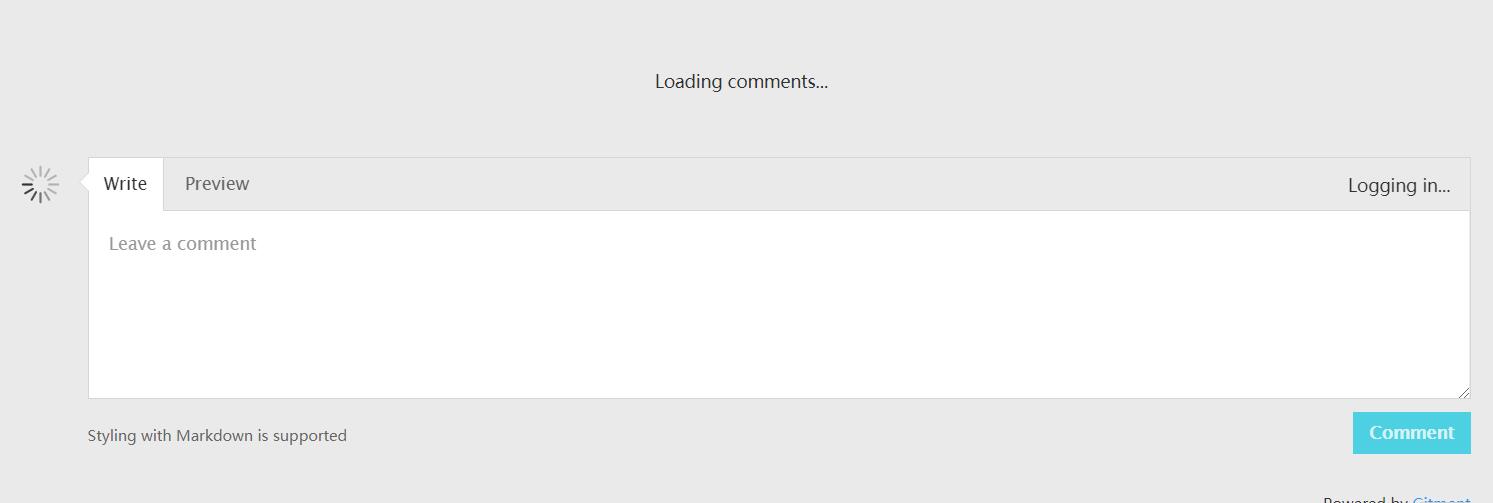 Loading comments...
Write Preview Logging in...
Leave a comment
Styling with Markdown is supported
Comment
Powered by Gitment